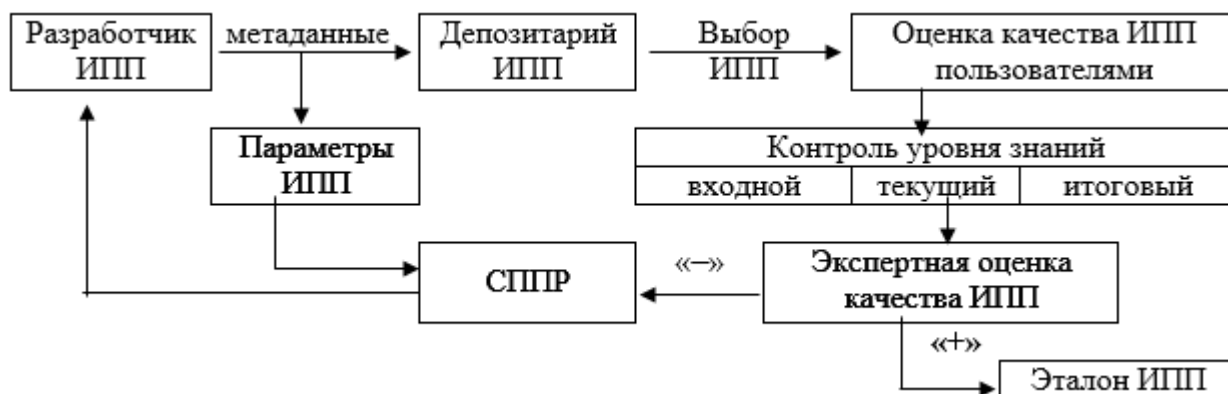 Разработчик
ИПП
метаданные
Депозитарий
ИПП
Выбор
ИПП
Оценка качества ИПП
пользователями
Параметры
ИПП
Контроль уровня знаний
входной
текущий
итоговый
СППР
«–»
Экспертная оценка
качества ИПП
«+»
Эталон ИПП